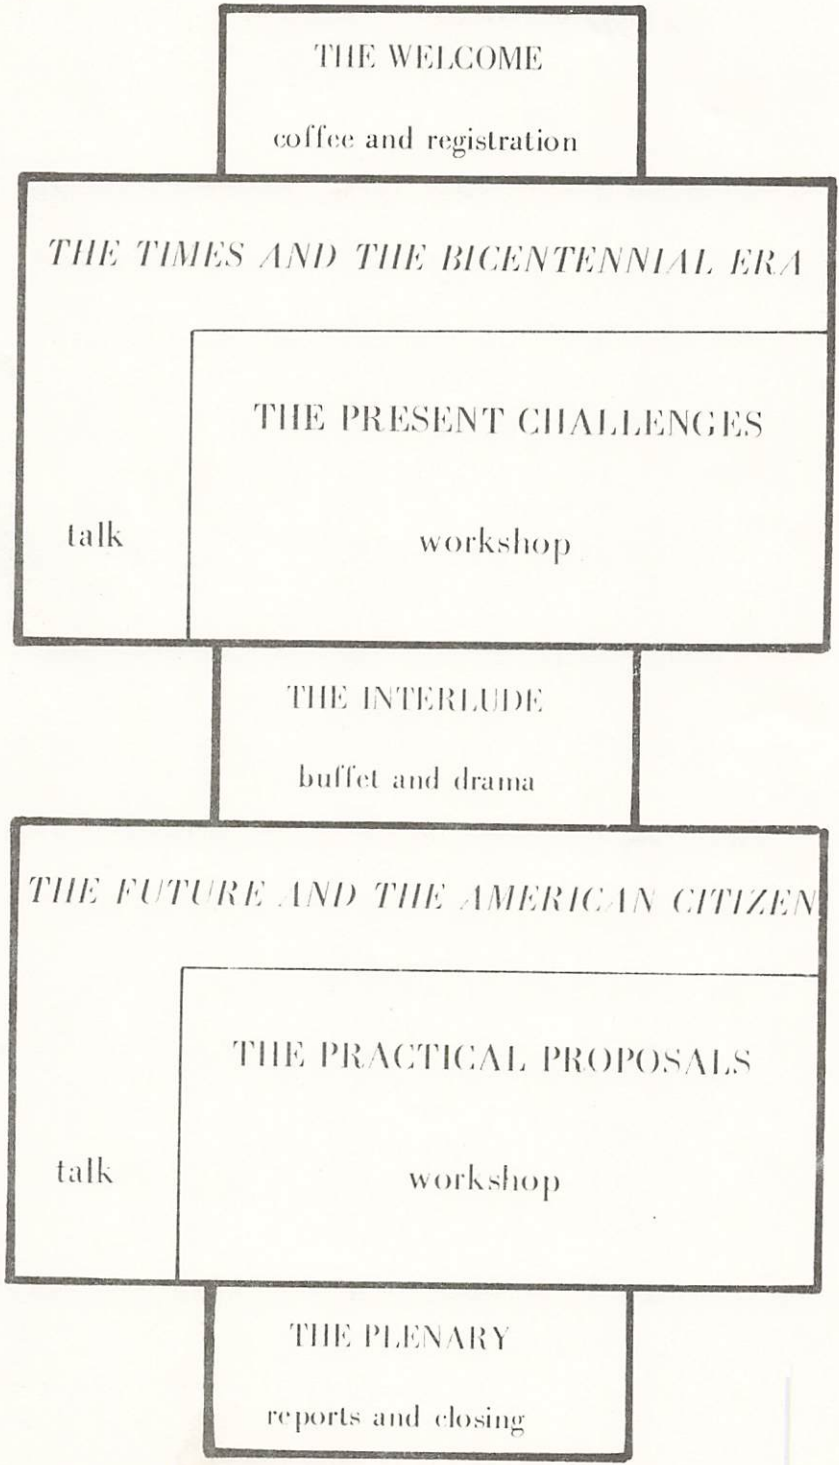 THE WELCOME
coffee and registration
THE TIMES AND THE BICENTENNIAL ERA
THE PRESENT CHALLENGES
talk
workshop
THE INTERLUDE
buffet and drama
THE FUTURE AND THE AMERICAN CITIZEN
THE PRACTICAL PROPOSALS
talk
workshop
THE PLENARY
reports and closing